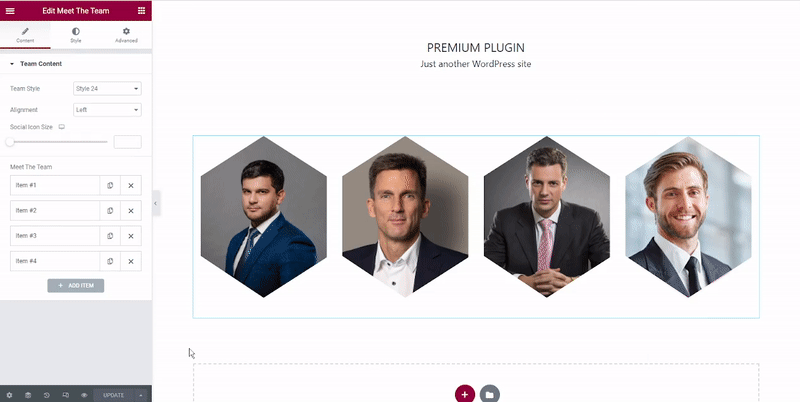 Edit Meet The Team
Content
Style
Advanced
Team Content
Team Style
Style 24
Alignment
Left
Social Icon Size
Meet The Team
Item #1
Item #2
Item #3
Item #4
+ ADD ITEM
UPDATE
PREMIUM PLUGIN
Just another WordPress site